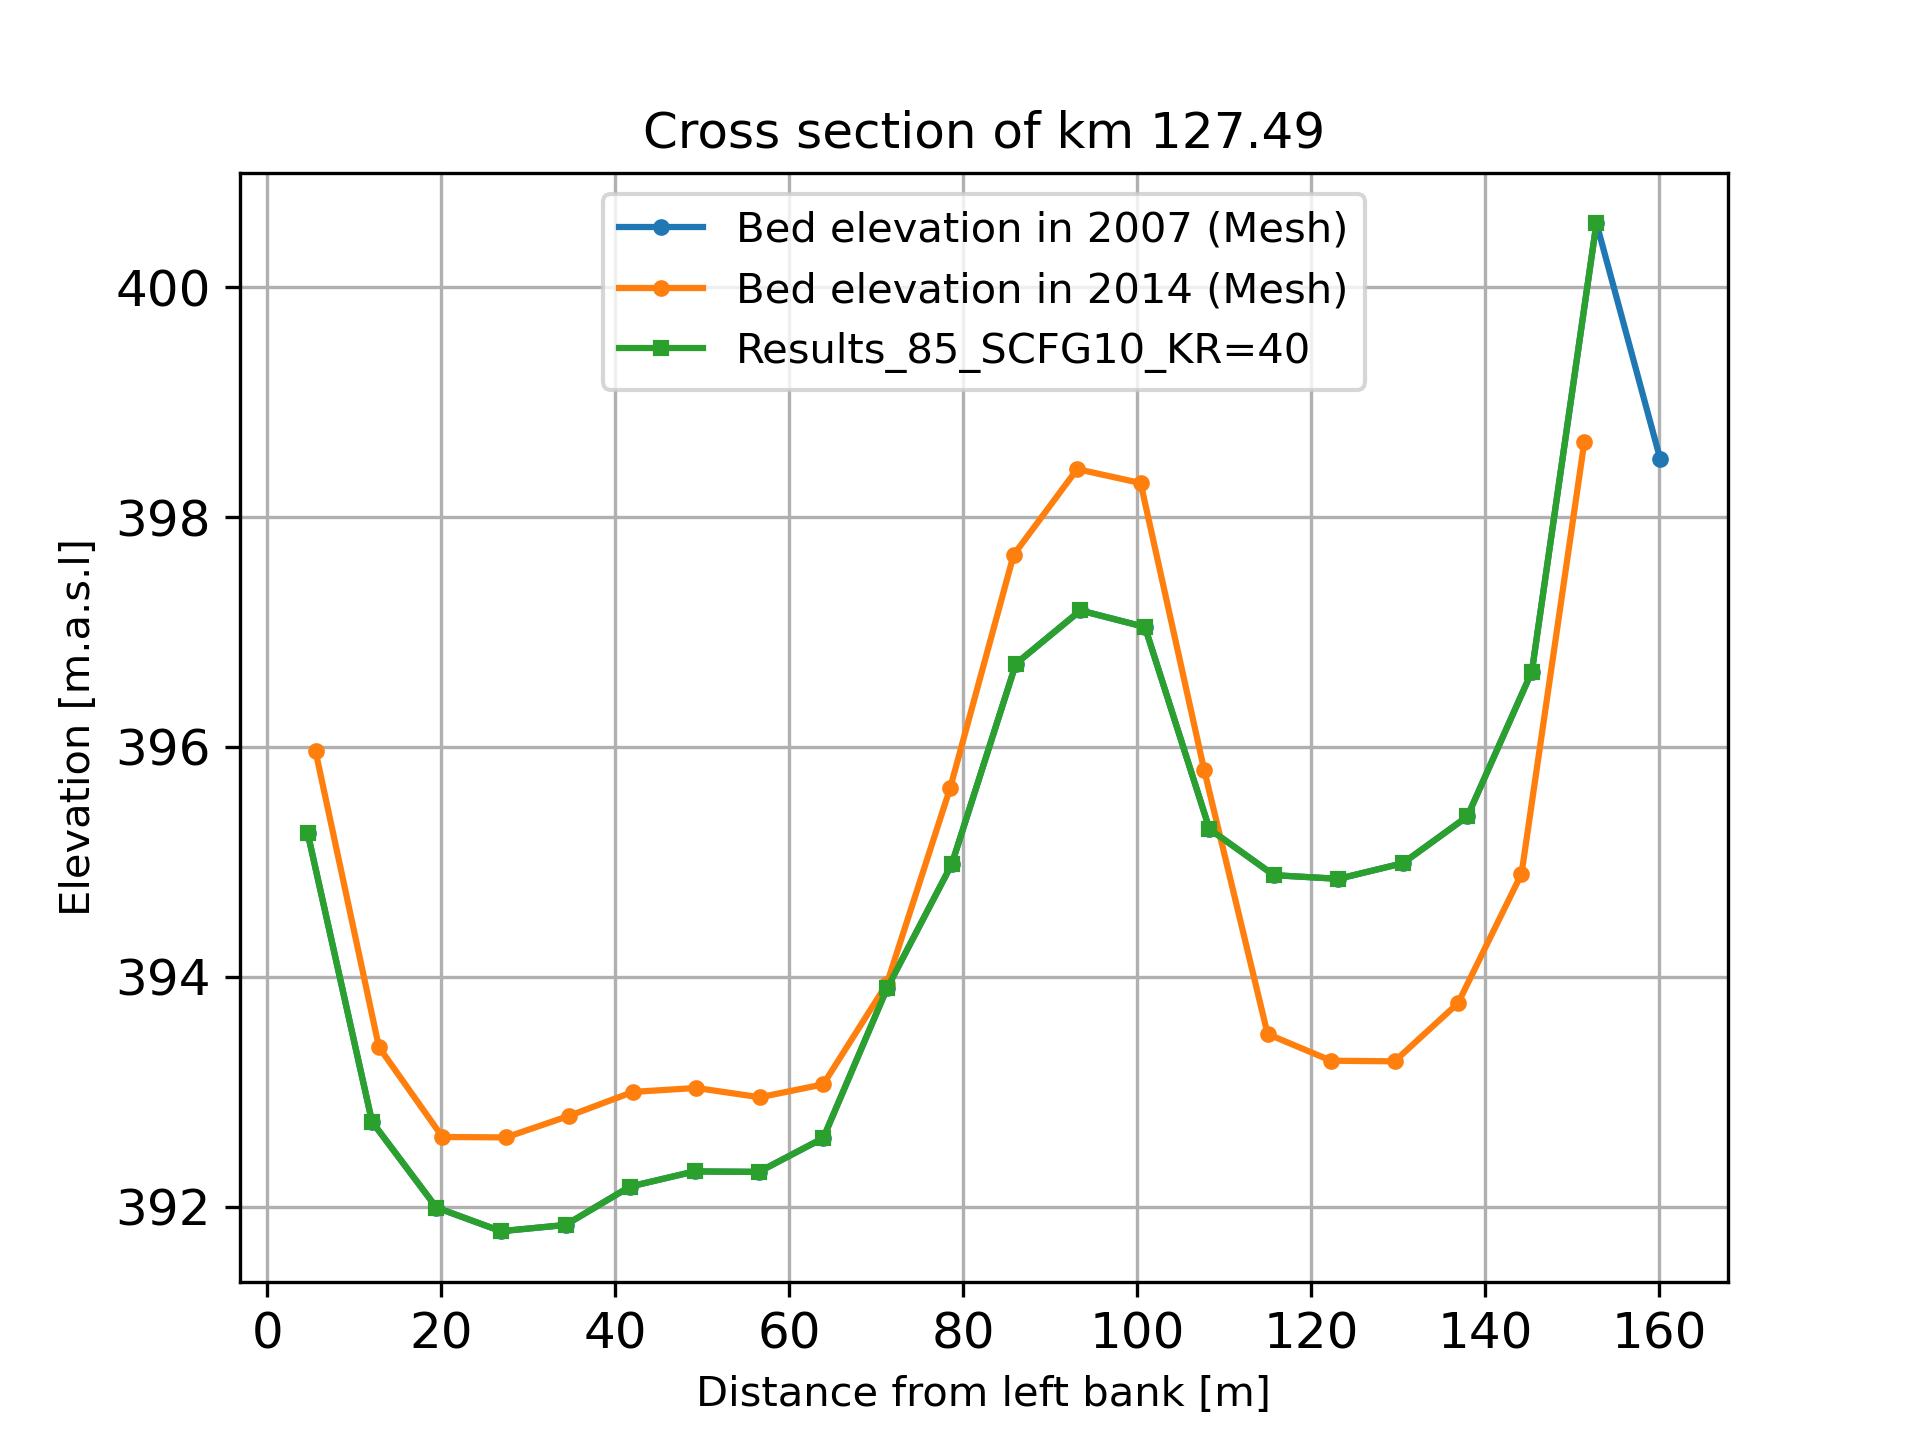 Cross section of km 127.49
Bed elevation in 2007 (Mesh)
Bed elevation in 2014 (Mesh)
Results_85_SCFG10_KR=40
Elevation [m.a.s.l]
400
398
396
394
392
0 20 40 60 80 100 120 140 160
Distance from left bank [m]